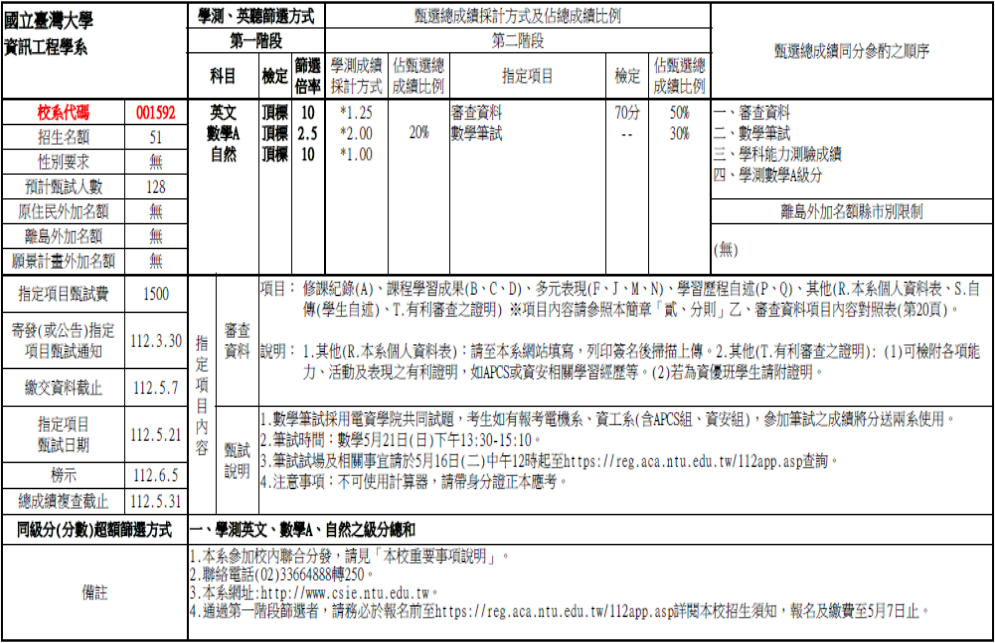 國立臺灣大學
資訊工程學系
學測、英聽篩選方式
甄選總成績採計方式及佔總成績比例
甄選總成績同分參酌之順序
第一階段
第二階段
科目 檢定 篩選倍率 學測成績採計方式 佔甄選總成績比例 指定項目 檢定 佔甄選總成績比例
校系代碼 001592
招生名額 51
性別要求 無
預計甄試人數 128
原住民外加名額 無
離島外加名額 無
願景計畫外加名額 無
英文 頂標 10 *1.25 審查資料 70分 50%
數學A 頂標 2.5 *2.00 20% 數學筆試 -- 30%
自然 頂標 10 *1.00
一、審查資料
二、數學筆試
三、學科能力測驗成績
四、學測數學A級分
離島外加名額縣市別限制
(無)
指定項目甄試費 1500
寄發(或公告)指定項目甄試通知 112.3.30
繳交資料截止 112.5.7
指定項目甄試日期 112.5.21
榜示 112.6.5
總成績複查截止 112.5.31
指定項目內容
審查資料
項目： 修課紀錄(A)、課程學習成果(B、C、D)、多元表現(F、J、M、N)、學習歷程自述(P、Q)、其他(R.本系個人資料表、S.自
傳(學生自述)、T.有利審查之證明) ※項目內容請參照本簡章「貳、分則」乙、審查資料項目內容對照表(第20頁)。
說明： 1.其他(R.本系個人資料表)：請至本系網站填寫，列印簽名後掃描上傳。2.其他(T.有利審查之證明)：(1)可檢附各項能
力、活動及表現之有利證明，如APCS或資安相關學習經歷等。(2)若為資優班學生請附證明。
甄試說明
1.數學筆試採用電資學院共同試題，考生如有報考電機系、資工系(含APCS組、資安組)，參加筆試之成績將分送兩系使用。
2.筆試時間：數學5月21日(日)下午13:30-15:10。
3.筆試試場及相關事宜請於5月16日(二)中午12時起至https://reg.aca.ntu.edu.tw/112app.asp查詢。
4.注意事項：不可使用計算器，請帶身分證正本應考。
同級分(分數)超額篩選方式
一、學測英文、數學A、自然之級分總和
備註
1.本系參加校內聯合分發，請見「本校重要事項說明」。
2.聯絡電話(02)33664888轉250。
3.本系網址:http://www.csie.ntu.edu.tw。
4.通過第一階段篩選者，請務必於報名前至https://reg.aca.ntu.edu.tw/112app.asp詳閱本校招生須知，報名及繳費至5月7日止。